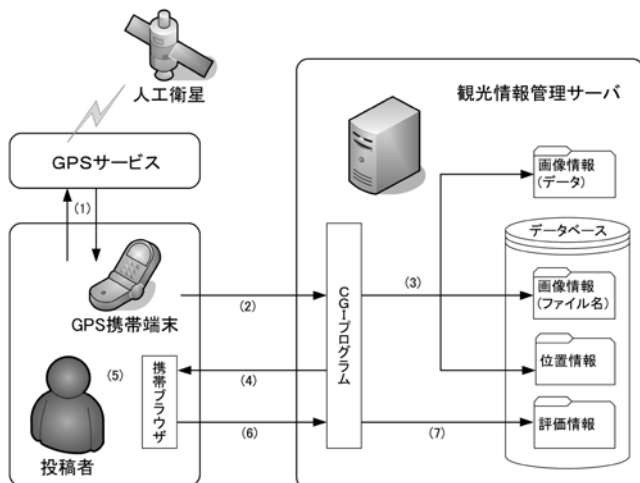 人工衛星
観光情報管理サーバ
GPSサービス
画像情報
(データ)
(1)
データベース
CGIプログラム
(2)
(3)
画像情報
(ファイル名)
GPS携帯端末
(5)
携帯ブラウザ
(4)
位置情報
(6)
(7)
評価情報
投稿者